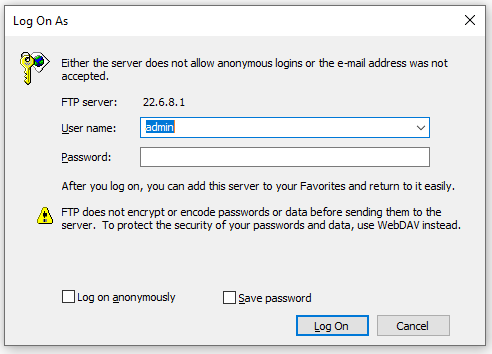 Log On As
Either the server does not allow anonymous logins or the e-mail address was not
accepted.
FTP server: 22.6.8.1
User name: admin
Password:
After you log on, you can add this server to your Favorites and return to it easily.
FTP does not encrypt or encode passwords or data before sending them to the
server. To protect the security of your passwords and data, use WebDAV instead.
Log on anonymously Save password
Log On Cancel